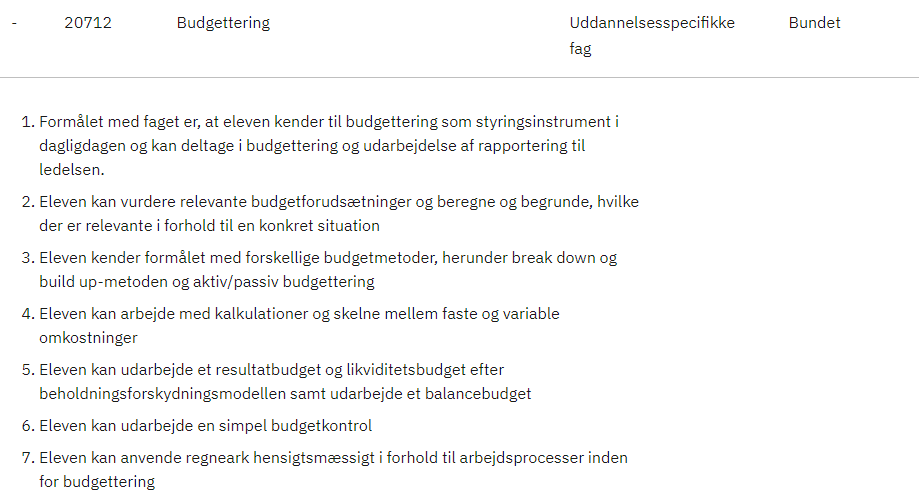 - 20712 Budgettering Uddannelsesspecifikke Bundet
fag
1. Formålet med faget er, at eleven kender til budgettering som styringsinstrument i
dagligdagen og kan deltage i budgettering og udarbejdelse af rapportering til
ledelsen.
2. Eleven kan vurdere relevante budgetforudsætninger og beregne og begrunde, hvilke
der er relevante i forhold til en konkret situation
3. Eleven kender formålet med forskellige budgetmetoder, herunder break down og
build up-metoden og aktiv/passiv budgettering
4. Eleven kan arbejde med kalkulationer og skelne mellem faste og variable
omkostninger
5. Eleven kan udarbejde et resultatbudget og likviditetsbudget efter
beholdningsforskydningsmodellen samt udarbejde et balancebudget
6. Eleven kan udarbejde en simpel budgetkontrol
7. Eleven kan anvende regneark hensigtsmæssigt i forhold til arbejdsprocesser inden
for budgettering